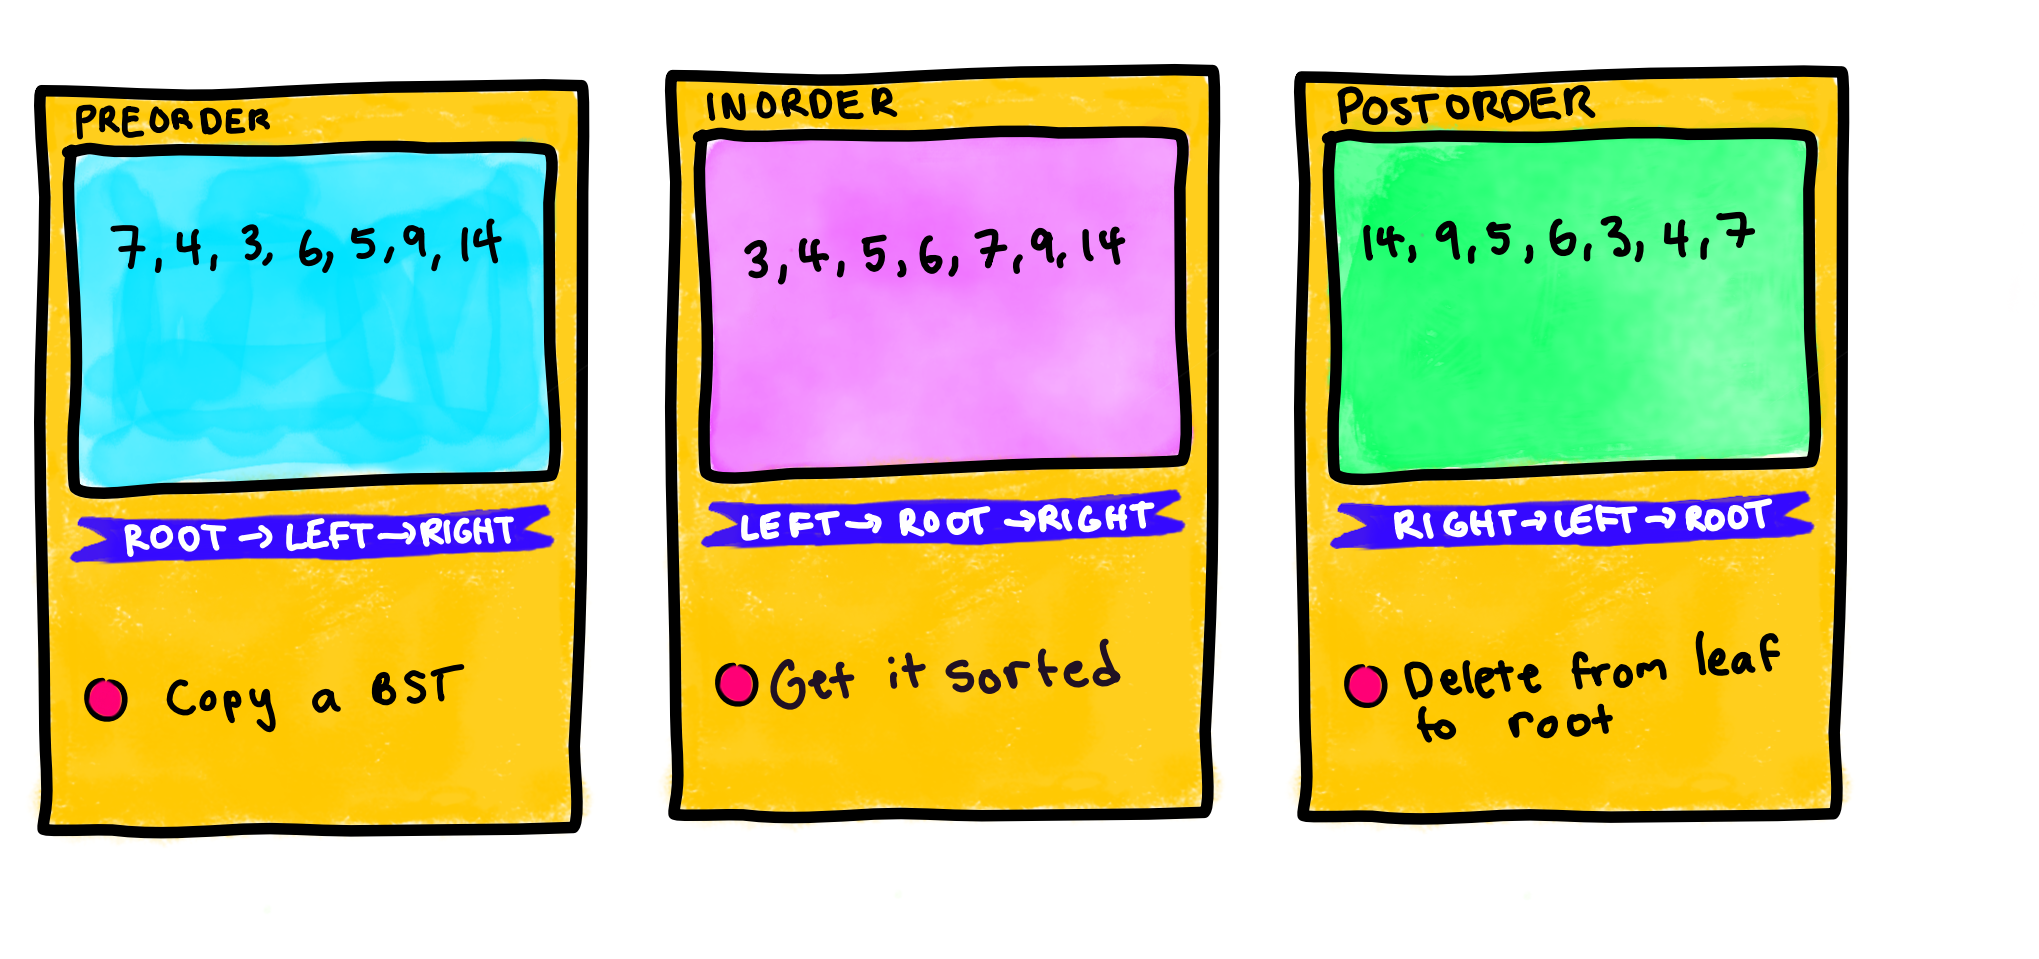 PREORDER
7, 4, 3, 6, 5, 9, 14
ROOT → LEFT → RIGHT
Copy a BST
INORDER
3, 4, 5, 6, 7, 9, 14
LEFT → ROOT → RIGHT
Get it sorted
POSTORDER
14, 9, 5, 6, 3, 4, 7
RIGHT → LEFT → ROOT
Delete from leaf
to root